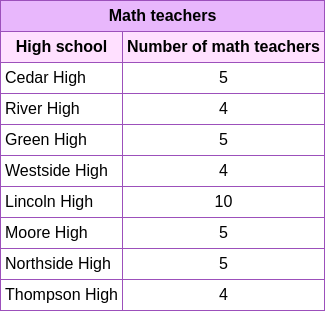 Math teachers
High school Number of math teachers
Cedar High 5
River High 4
Green High 5
Westside High 4
Lincoln High 10
Moore High 5
Northside High 5
Thompson High 4